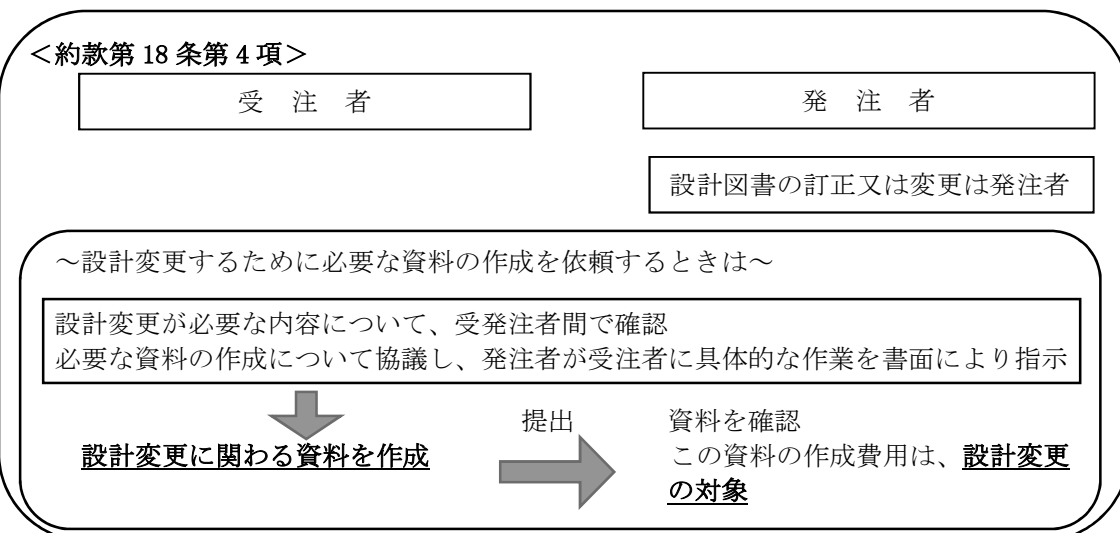 ＜約款第18条第4項＞
受 注 者
発 注 者
設計図書の訂正又は変更は発注者
～設計変更するために必要な資料の作成を依頼するときは～
設計変更が必要な内容について、受発注者間で確認
必要な資料の作成について協議し、発注者が受注者に具体的な作業を書面により指示
設計変更に関わる資料を作成
提出
資料を確認
この資料の作成費用は、設計変更
の対象